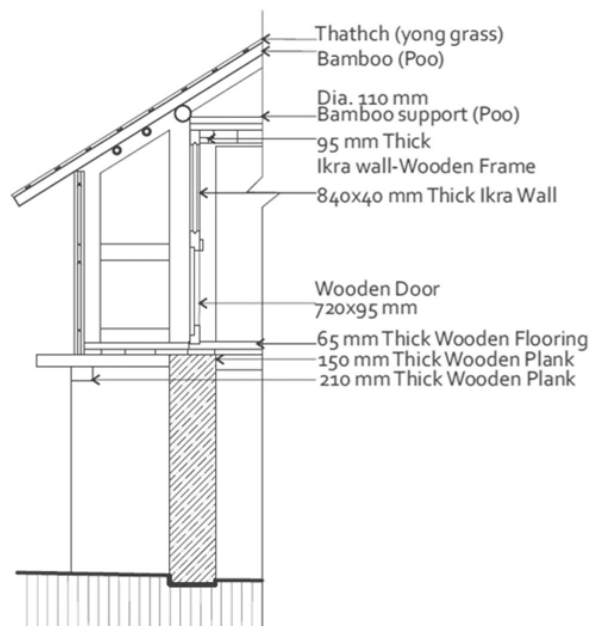 Thathch (yong grass)
Bamboo (Poo)
Dia. 110 mm
Bamboo support (Poo)
95 mm Thick
Ikra wall-Wooden Frame
840x40 mm Thick Ikra Wall
Wooden Door
720x95 mm
65 mm Thick Wooden Flooring
150 mm Thick Wooden Plank
210 mm Thick Wooden Plank